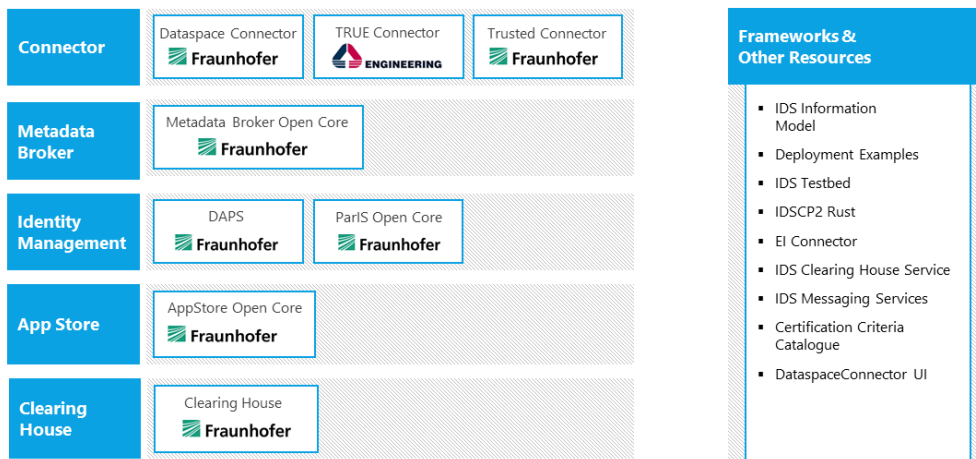 Connector
Dataspace Connector
Fraunhofer
TRUE Connector
ENGINEERING
Trusted Connector
Fraunhofer
Metadata
Broker
Metadata Broker Open Core
Fraunhofer
Identity
Management
DAPS
Fraunhofer
ParIS Open Core
Fraunhofer
App Store
AppStore Open Core
Fraunhofer
Clearing
House
Clearing House
Fraunhofer
Frameworks &
Other Resources
▪ IDS Information
Model
▪ Deployment Examples
▪ IDS Testbed
▪ IDSCP2 Rust
▪ EI Connector
▪ IDS Clearing House Service
▪ IDS Messaging Services
▪ Certification Criteria
Catalogue
▪ DataspaceConnector UI